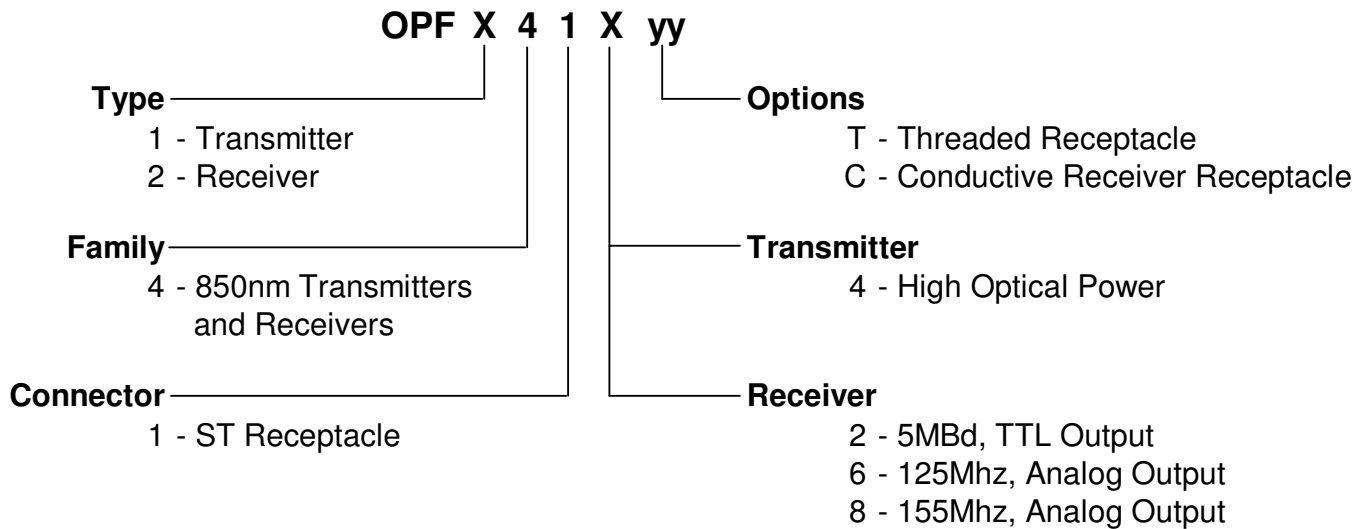 OPF X 4 1 X yy
Type
1 - Transmitter
2 - Receiver
Family
4 - 850nm Transmitters
and Receivers
Connector
1 - ST Receptacle
Options
T - Threaded Receptacle
C - Conductive Receiver Receptacle
Transmitter
4 - High Optical Power
Receiver
2 - 5MBd, TTL Output
6 - 125Mhz, Analog Output
8 - 155Mhz, Analog Output